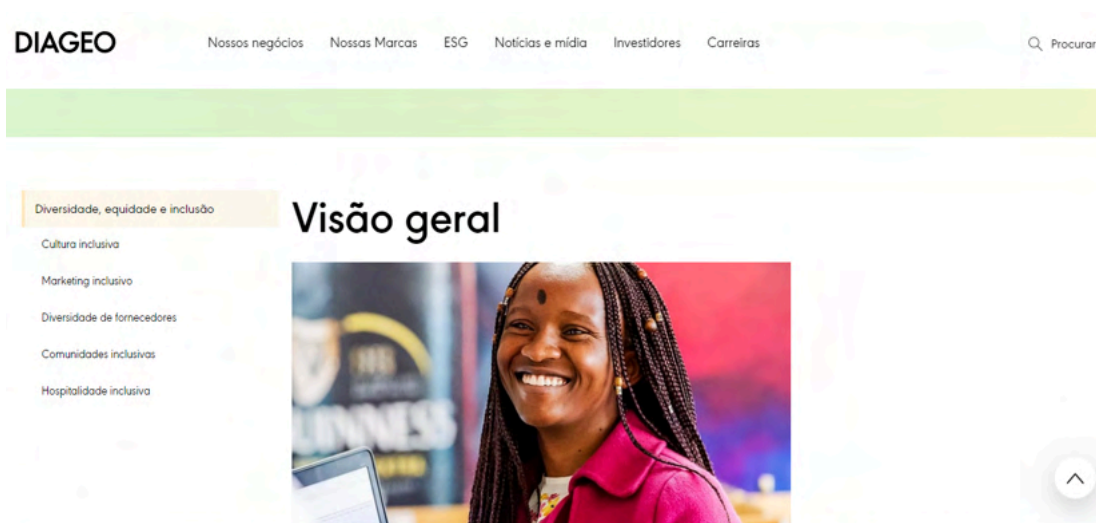 DIAGEO
Nossos negócios Nossas Marcas ESG Notícias e mídia Investidores Carreiras
Procurar
Diversidade, equidade e inclusão
Cultura inclusiva
Marketing inclusivo
Diversidade de fornecedores
Comunidades inclusivas
Hospitalidade inclusiva
Visão geral
GUINNESS